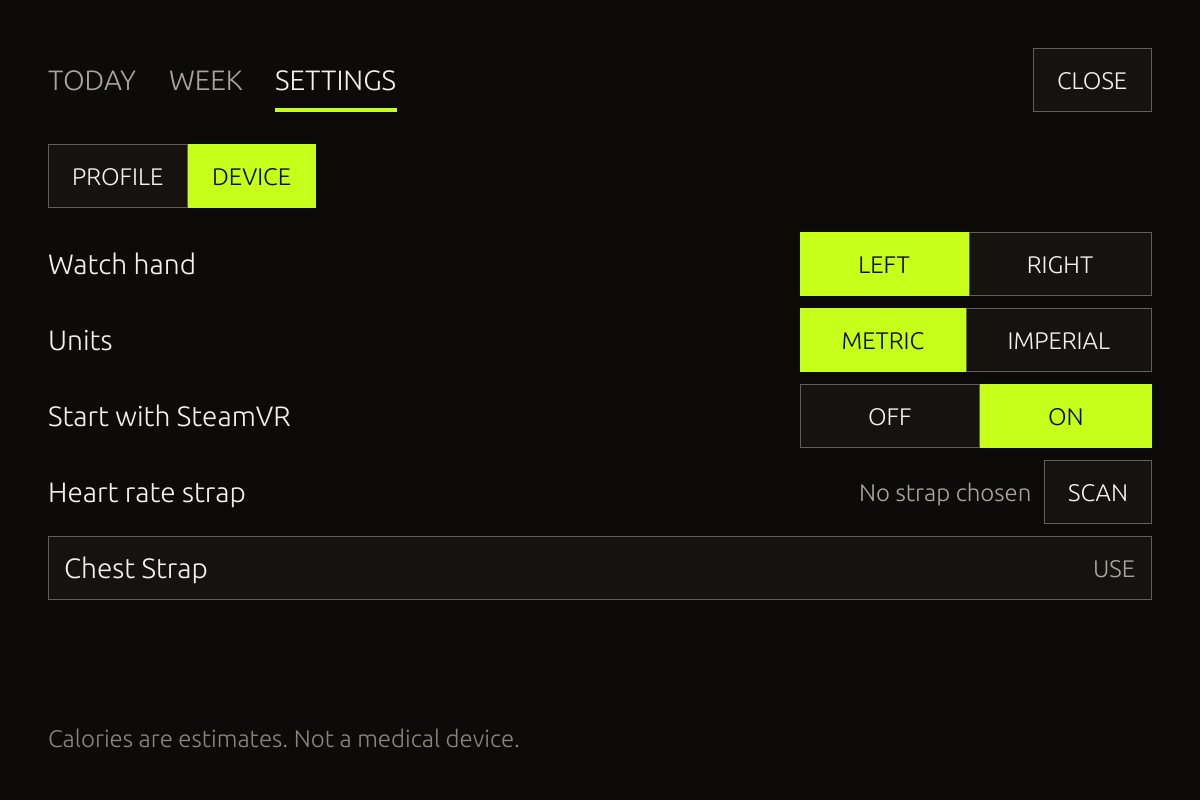 TODAY WEEK SETTINGS CLOSE
PROFILE DEVICE
Watch hand LEFT RIGHT
Units METRIC IMPERIAL
Start with SteamVR OFF ON
Heart rate strap No strap chosen SCAN
Chest Strap USE
Calories are estimates. Not a medical device.